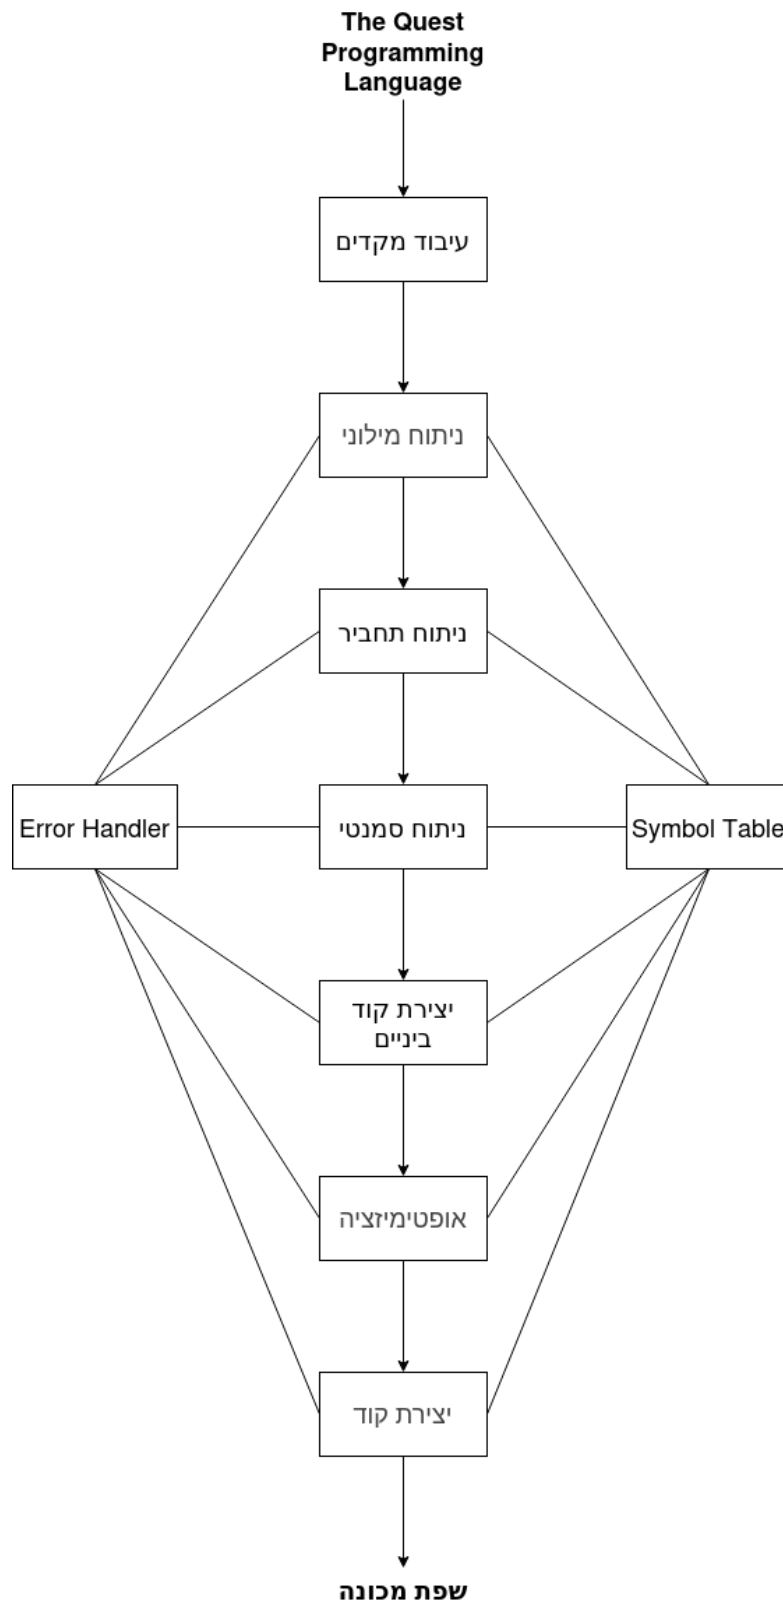 The Quest
Programming
Language
עיבוד מקדים
ניתוח מילוני
ניתוח תחביר
Error Handler
ניתוח סמנטי
Symbol Table
יצירת קוד
ביניים
אופטימיזציה
יצירת קוד
שפת מכונה